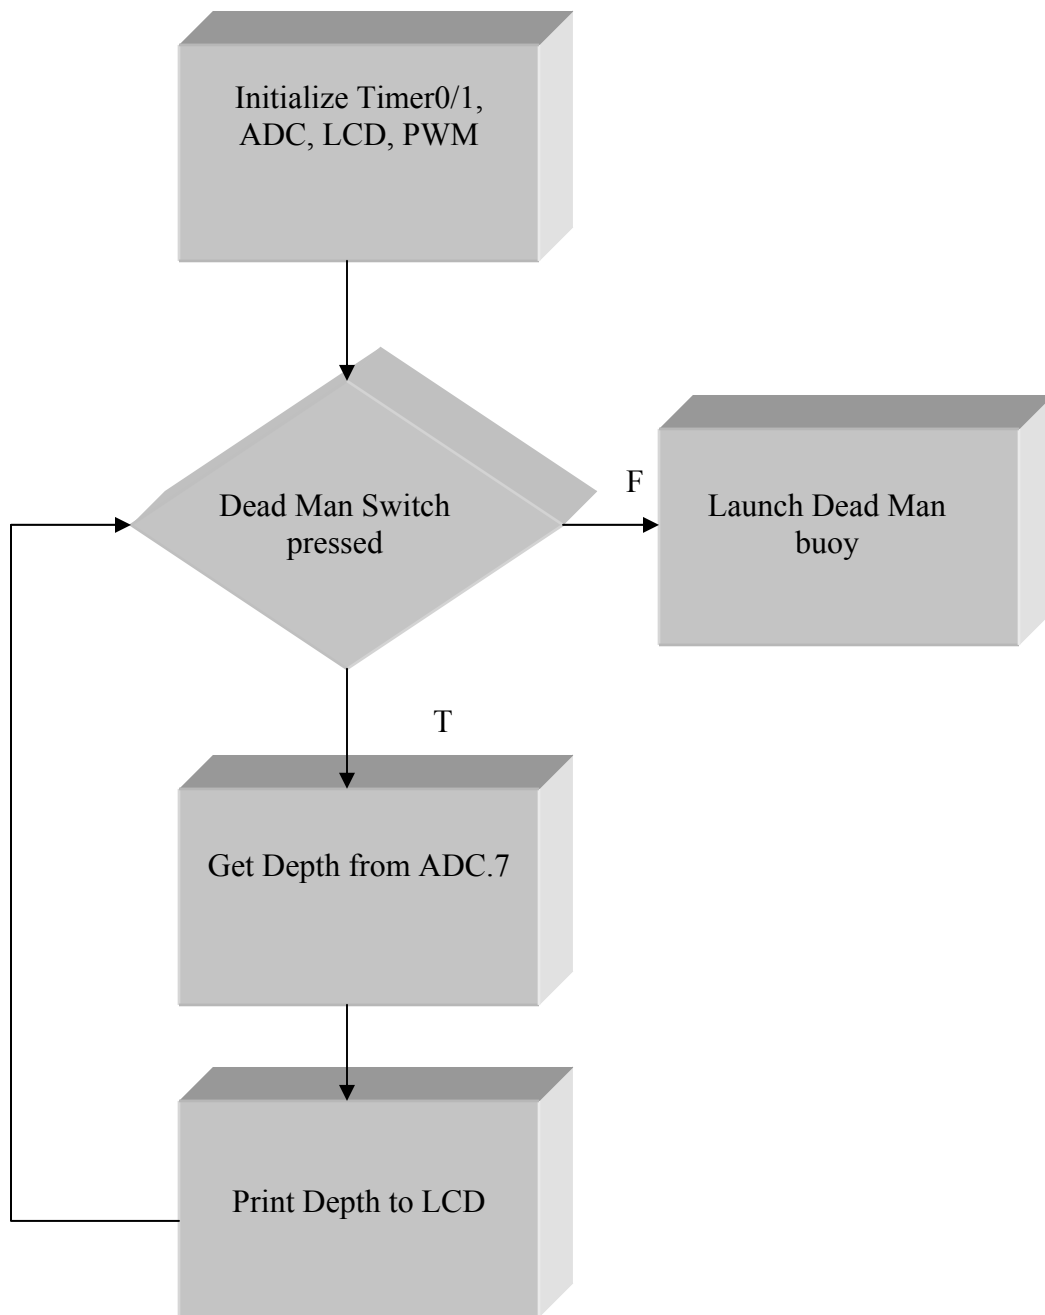 Initialize Timer0/1,
ADC, LCD, PWM
Dead Man Switch
pressed
F
Launch Dead Man
buoy
T
Get Depth from ADC.7
Print Depth to LCD